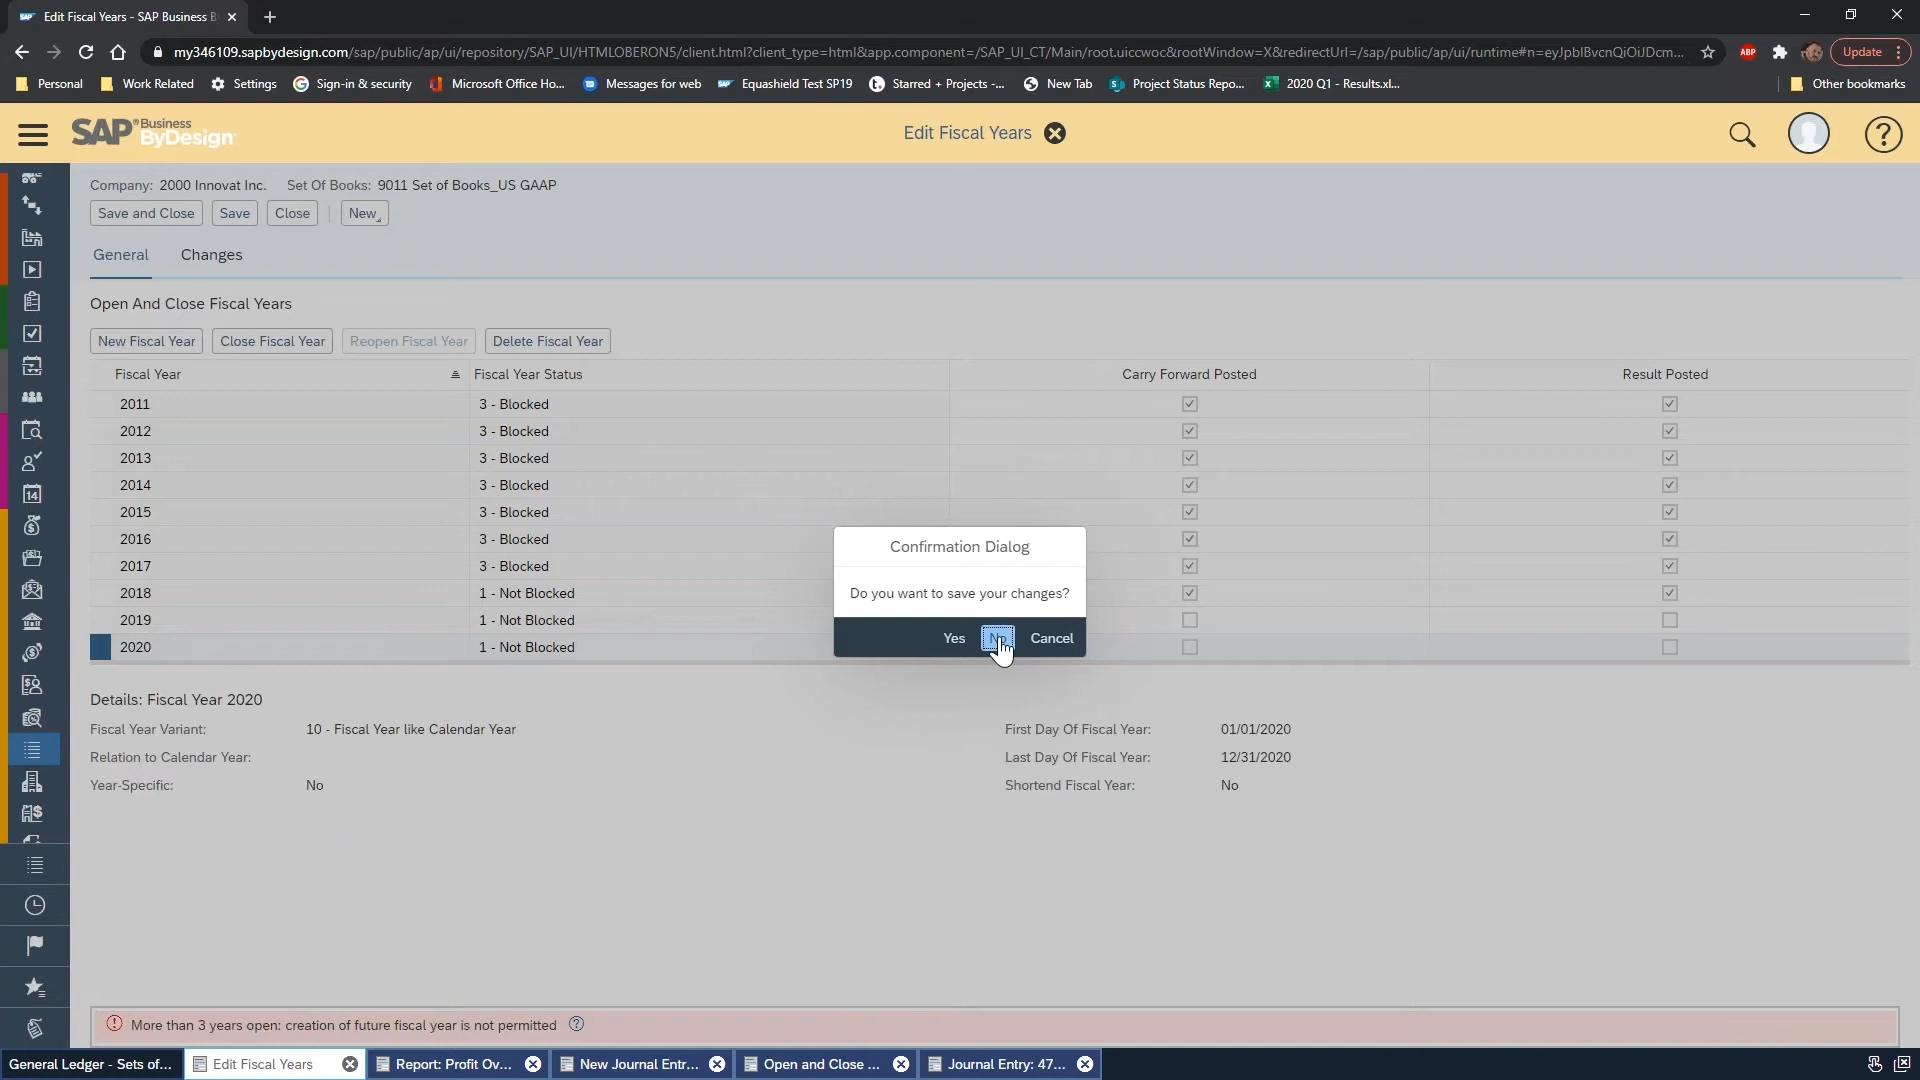 Edit Fiscal Years - SAP Business B
my346109.sapbydesign.com/sap/public/ap/ui/repository/SAP_UI/HTMLOBERON5/client.html?client_type=html&app.component=/SAP_UI_CT/Main/root.uiccwoc&rootWindow=X&redirectUrl=/sap/public/ap/ui/runtime#n=eyJpbIBvcnQiOiJDcm...
ABP
Update
Personal Work Related Settings Sign-in & security Microsoft Office Ho... Messages for web Equashield Test SP19 Starred + Projects -... New Tab Project Status Repo... 2020 Q1 - Results.xl... Other bookmarks
SAP® Business ByDesign
Edit Fiscal Years
?
Company: 2000 Innovat Inc. Set Of Books: 9011 Set of Books_US GAAP
Save and Close Save Close New
General Changes
Open And Close Fiscal Years
New Fiscal Year Close Fiscal Year Reopen Fiscal Year Delete Fiscal Year
Fiscal Year Fiscal Year Status Carry Forward Posted Result Posted
2011 3 - Blocked
2012 3 - Blocked
2013 3 - Blocked
2014 3 - Blocked
2015 3 - Blocked
2016 3 - Blocked
2017 3 - Blocked
2018 1 - Not Blocked
2019 1 - Not Blocked
2020 1 - Not Blocked
Confirmation Dialog
Do you want to save your changes?
Yes No Cancel
14
Details: Fiscal Year 2020
Fiscal Year Variant: 10 - Fiscal Year like Calendar Year First Day Of Fiscal Year: 01/01/2020
Relation to Calendar Year: Last Day Of Fiscal Year: 12/31/2020
Year-Specific: No Shortend Fiscal Year: No
More than 3 years open: creation of future fiscal year is not permitted
General Ledger - Sets of... Edit Fiscal Years Report: Profit Ov... New Journal Entr... Open and Close ... Journal Entry: 47...